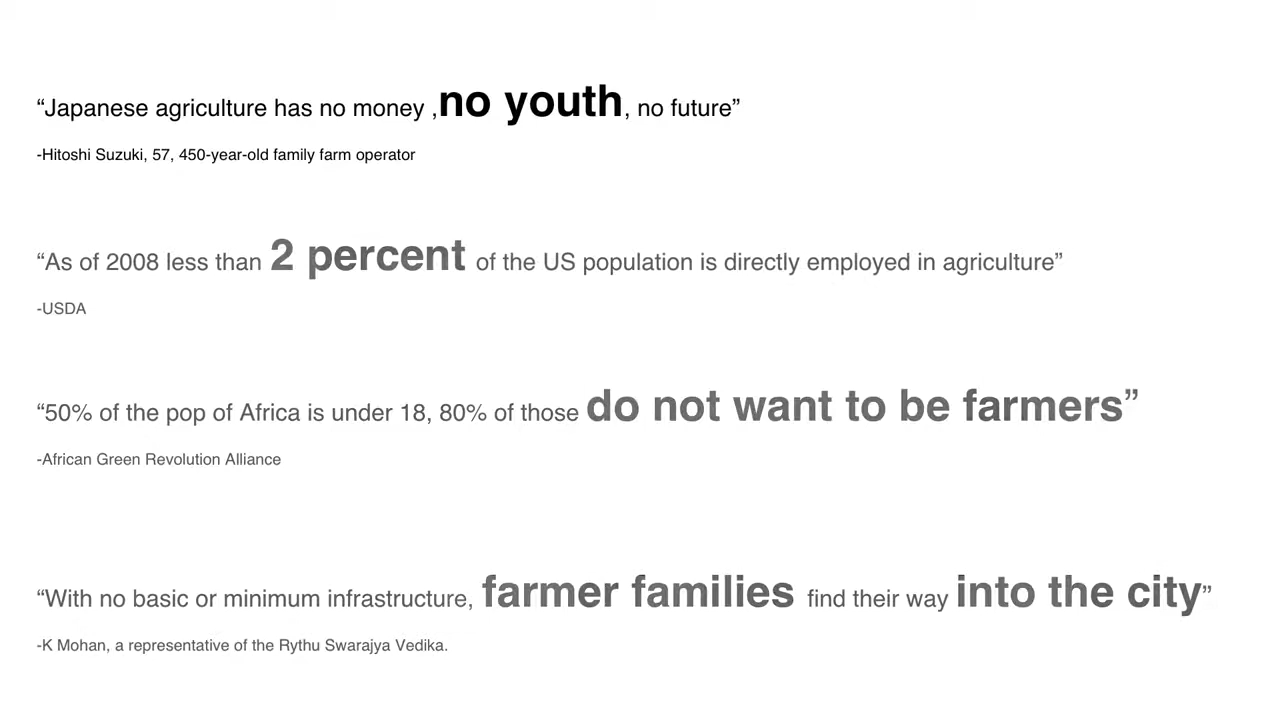 “Japanese agriculture has no money ,no youth, no future”
-Hitoshi Suzuki, 57, 450-year-old family farm operator
“As of 2008 less than 2 percent of the US population is directly employed in agriculture”
-USDA
“50% of the pop of Africa is under 18, 80% of those do not want to be farmers”
-African Green Revolution Alliance
“With no basic or minimum infrastructure, farmer families find their way into the city”
-K Mohan, a representative of the Rythu Swarajya Vedika.